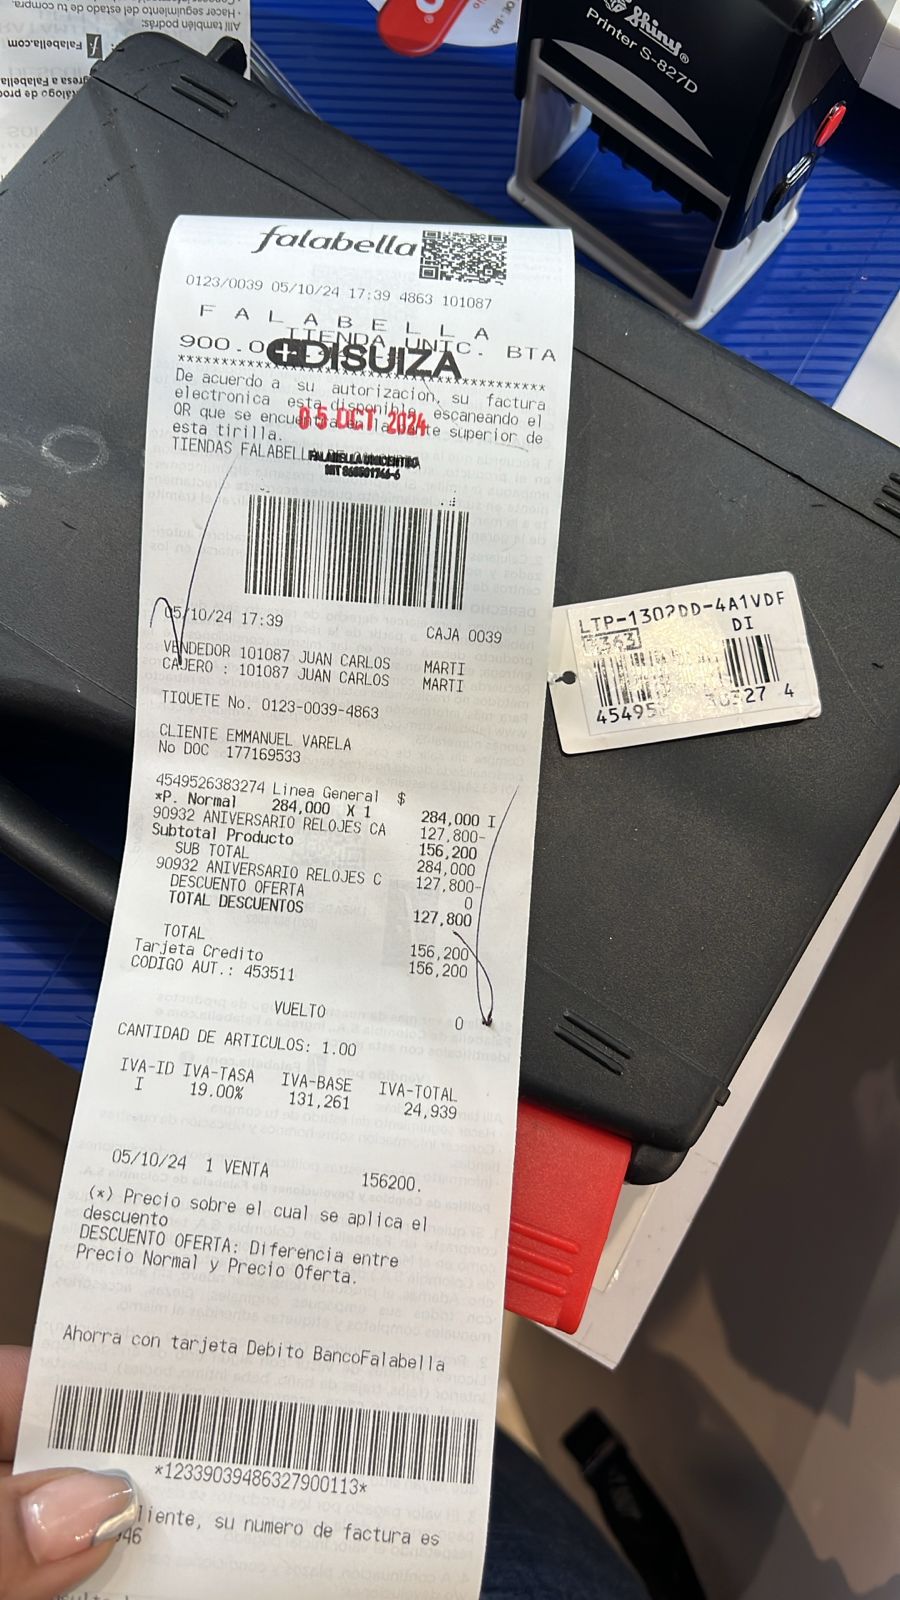 Shiny
Printer S-827D
falabella
0123/0039 05/10/24 17:39 4863 101087
F A L A B E L L A
TIENDA UNIC. BTA
900.0
DISUIZA
*******************************************
De acuerdo a su autorización, su factura
electronica esta disponible, escaneando el
QR que se encuentra en la parte superior de
esta tirilla.
05 OCT 2024
TIENDAS FALABELLA DE
FALABELLA UNICENTRO
05/10/24 17:39 CAJA 0039
VENDEDOR 101087 JUAN CARLOS MARTI
CAJERO : 101087 JUAN CARLOS MARTI
TIQUETE No. 0123-0039-4863
CLIENTE EMMANUEL VARELA
No DOC 177169533
4549526383274 Linea General $ 284,000 I
*P. Normal 284,000 X 1
90932 ANIVERSARIO RELOJES CA 127,800-
Subtotal Producto 156,200
SUB TOTAL 284,000
90932 ANIVERSARIO RELOJES C 127,800-
DESCUENTO OFERTA 0
TOTAL DESCUENTOS 127,800
TOTAL 156,200
Tarjeta Credito 156,200
CODIGO AUT.: 453511
VUELTO 0
CANTIDAD DE ARTICULOS: 1.00
IVA-ID IVA-TASA IVA-BASE IVA-TOTAL
I 19.00% 131,261 24,939
05/10/24 1 VENTA 156200.
(*) Precio sobre el cual se aplica el
descuento
DESCUENTO OFERTA: Diferencia entre
Precio Normal y Precio Oferta.
Ahorra con tarjeta Debito BancoFalabella
*12339039486327900113*
liente, su numero de factura es
LTP-1302DD-4A1VDF
DI
Falabella.com